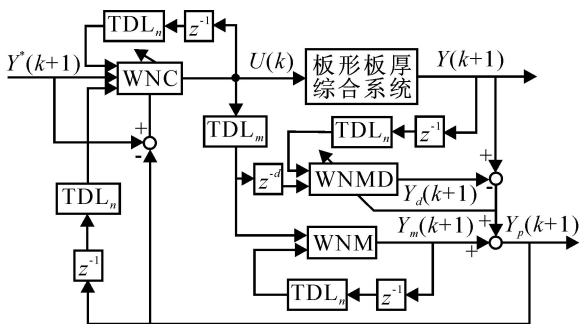 TDLₙ
z⁻¹
Y*(k+1)
WNC
U(k)
板形板厚
综合系统
Y(k+1)
+
-
TDLₘ
TDLₙ
z⁻¹
+
-
z⁻ᵈ
WNMD
Y_d(k+1)
TDLₙ
WNM
Yₘ(k+1)
+
+
Yₚ(k+1)
z⁻¹
TDLₙ
z⁻¹